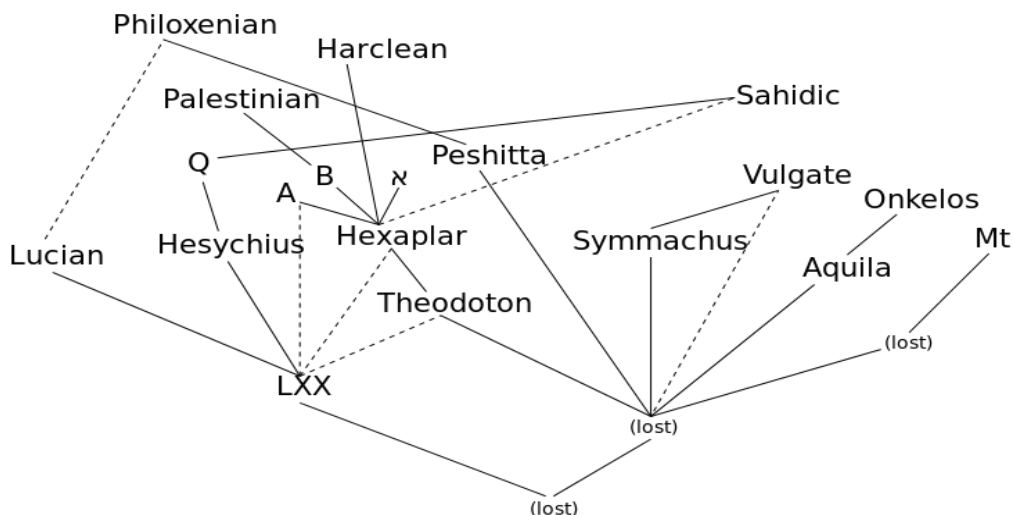 Philoxenian
Harclean
Palestinian
Sahidic
Q
Peshitta
B
א
Vulgate
A
Onkelos
Hesychius
Hexaplar
Symmachus
Mt
Lucian
Aquila
Theodoton
(lost)
LXX
(lost)
(lost)